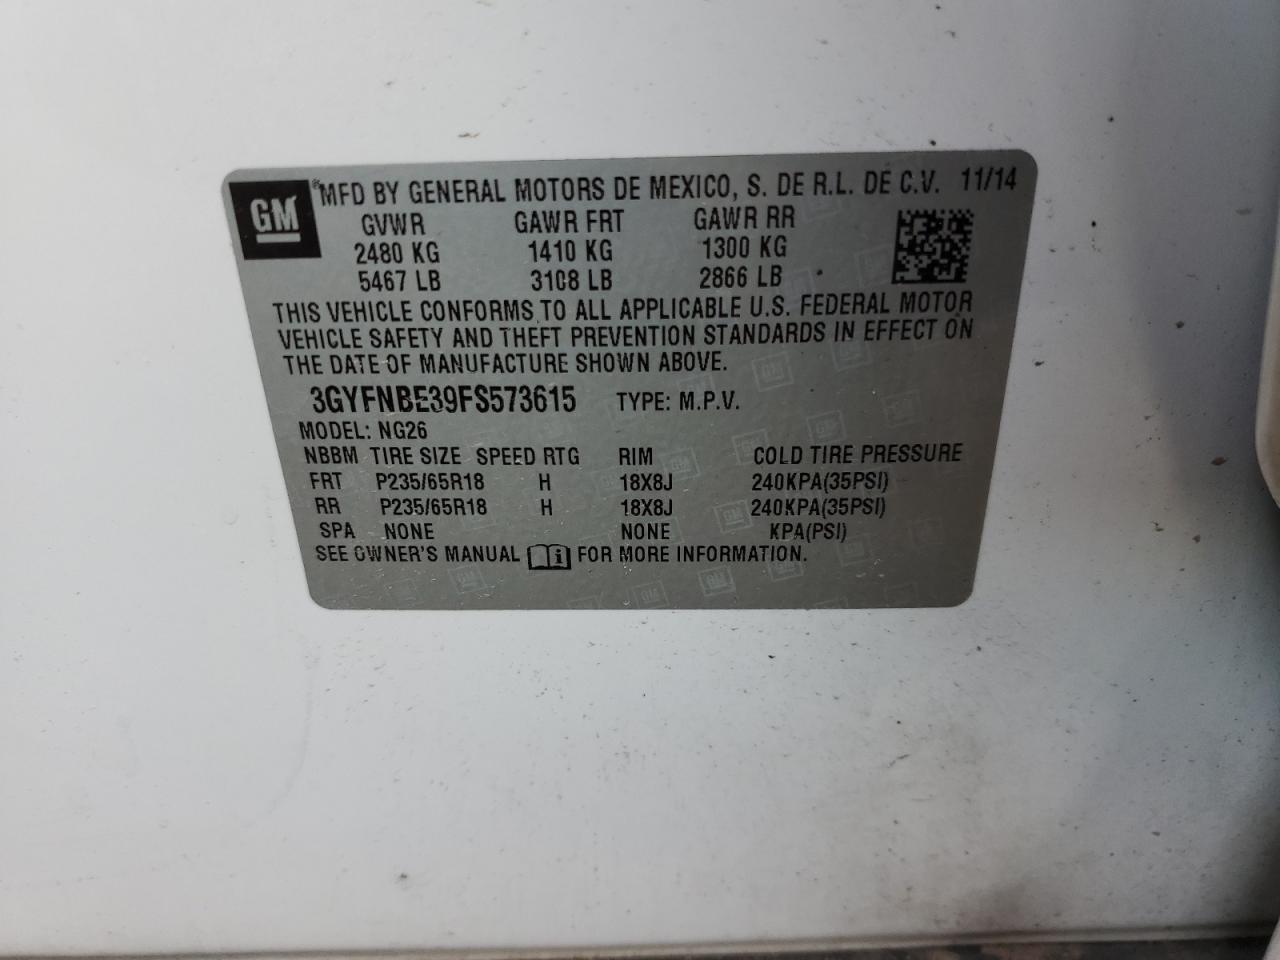 GM
®MFD BY GENERAL MOTORS DE MEXICO, S. DE R.L. DE C.V. 11/14
GVWR GAWR FRT GAWR RR
2480 KG 1410 KG 1300 KG
5467 LB 3108 LB 2866 LB
THIS VEHICLE CONFORMS TO ALL APPLICABLE U.S. FEDERAL MOTOR
VEHICLE SAFETY AND THEFT PREVENTION STANDARDS IN EFFECT ON
THE DATE OF MANUFACTURE SHOWN ABOVE.
3GYFNBE39FS573615 TYPE: M.P.V.
MODEL: NG26
NBBM TIRE SIZE SPEED RTG RIM COLD TIRE PRESSURE
FRT P235/65R18 H 18X8J 240KPA(35PSI)
RR P235/65R18 H 18X8J 240KPA(35PSI)
SPA NONE NONE KPA(PSI)
SEE OWNER'S MANUAL i FOR MORE INFORMATION.